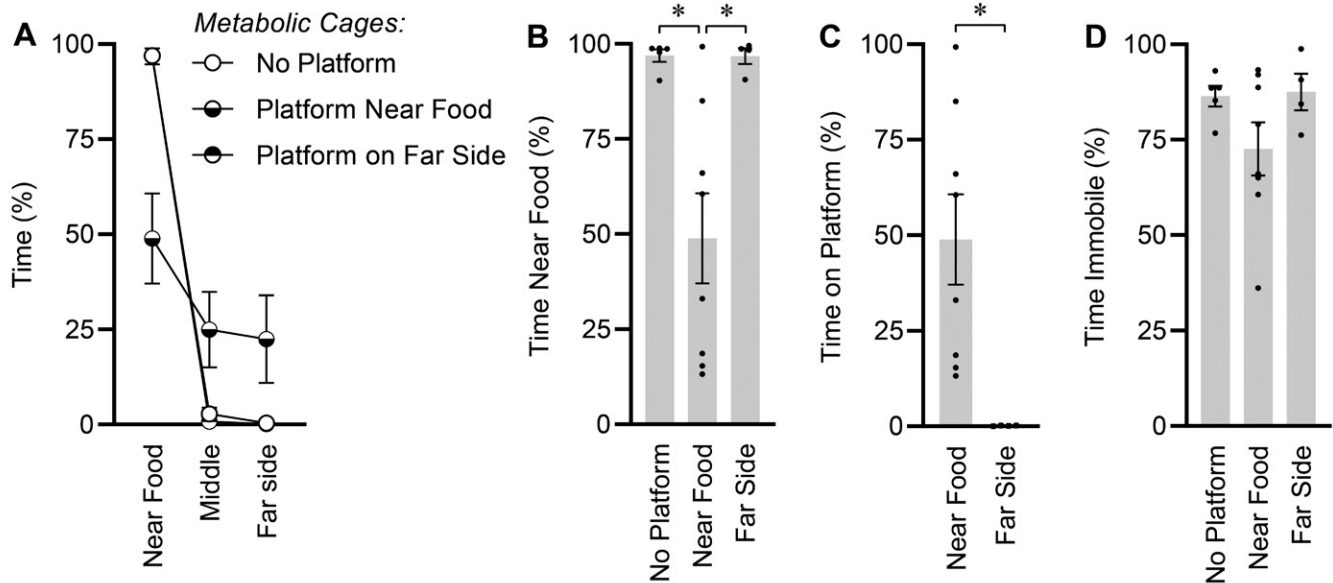 A
Metabolic Cages:
No Platform
Platform Near Food
Platform on Far Side
Time (%)
100
75
50
25
0
Near Food
Middle
Far side
B
* *
Time Near Food (%)
100
75
50
25
0
No Platform
Near Food
Far Side
C
*
Time on Platform (%)
100
75
50
25
0
Near Food
Far Side
D
Time Immobile (%)
100
75
50
25
0
No Platform
Near Food
Far Side